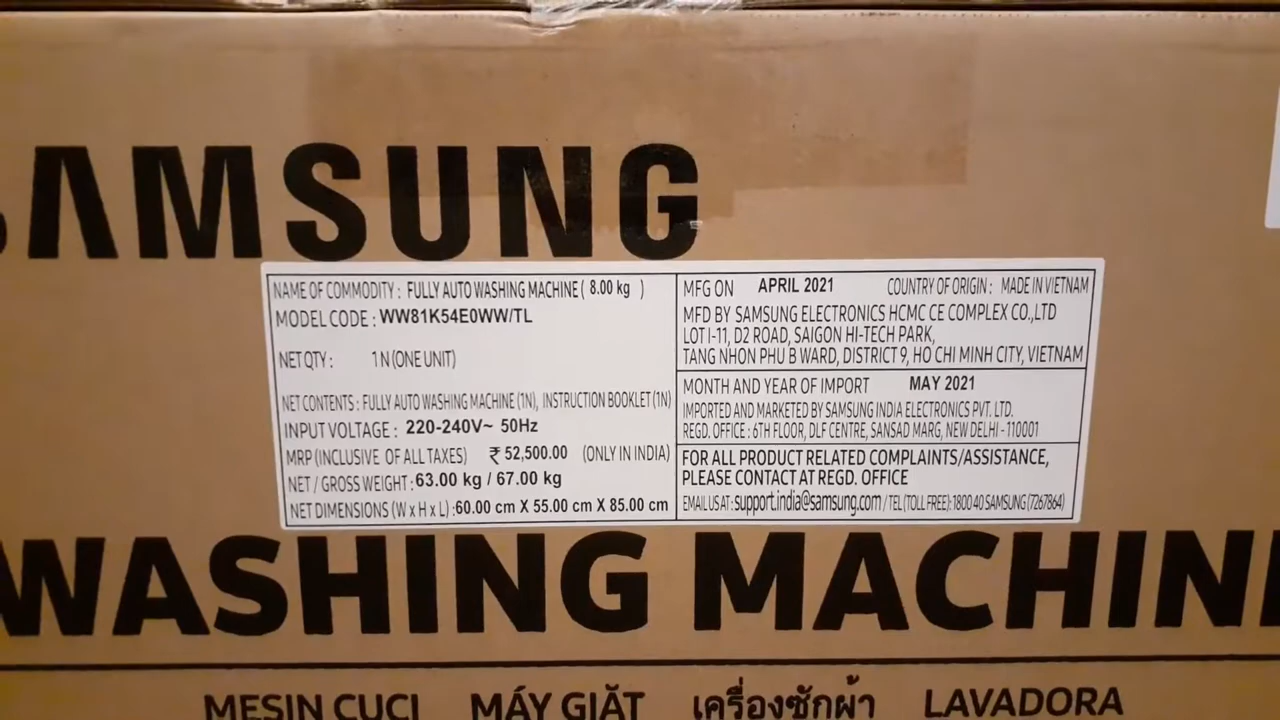 SAMSUNG
NAME OF COMMODITY : FULLY AUTO WASHING MACHINE ( 8.00 kg )
MODEL CODE : WW81K54E0WW/TL
NET QTY : 1 N (ONE UNIT)
NET CONTENTS : FULLY AUTO WASHING MACHINE (1N), INSTRUCTION BOOKLET (1N)
INPUT VOLTAGE : 220-240V~ 50Hz
MRP (INCLUSIVE OF ALL TAXES) ₹ 52,500.00 (ONLY IN INDIA)
NET / GROSS WEIGHT : 63.00 kg / 67.00 kg
NET DIMENSIONS (W x H x L) : 60.00 cm X 55.00 cm X 85.00 cm
MFG ON APRIL 2021 COUNTRY OF ORIGIN : MADE IN VIETNAM
MFD BY SAMSUNG ELECTRONICS HCMC CE COMPLEX CO.,LTD
LOT I-11, D2 ROAD, SAIGON HI-TECH PARK,
TANG NHON PHU B WARD, DISTRICT 9, HO CHI MINH CITY, VIETNAM
MONTH AND YEAR OF IMPORT MAY 2021
IMPORTED AND MARKETED BY SAMSUNG INDIA ELECTRONICS PVT. LTD.
REGD. OFFICE : 6TH FLOOR, DLF CENTRE, SANSAD MARG, NEW DELHI - 110001
FOR ALL PRODUCT RELATED COMPLAINTS/ASSISTANCE,
PLEASE CONTACT AT REGD. OFFICE
EMAIL US AT : support.india@samsung.com / TEL (TOLL FREE): 1800 40 SAMSUNG (7267864)
WASHING MACHINE
MESIN CUCI MÁY GIẶT เครื่องซักผ้า LAVADORA